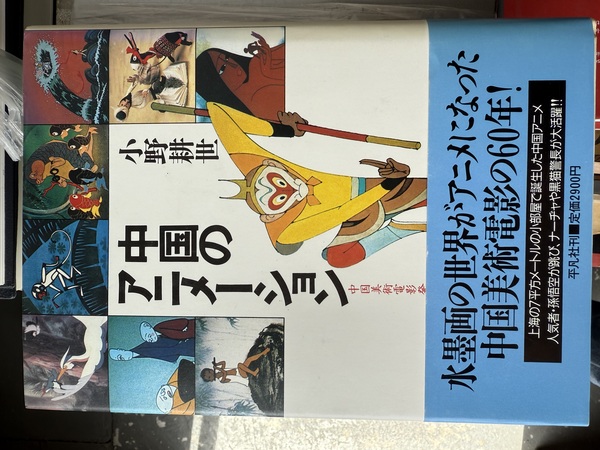 小野耕世
中国の
アニメーション
中国美術電影発
水墨画の世界がアニメになった
中国美術電影の60年!
上海の7平方メートルの小部屋で誕生した中国アニメ
人気者・孫悟空が跳び、ナーチャや黒猫警長が大活躍!!
平凡社刊■定価2900円